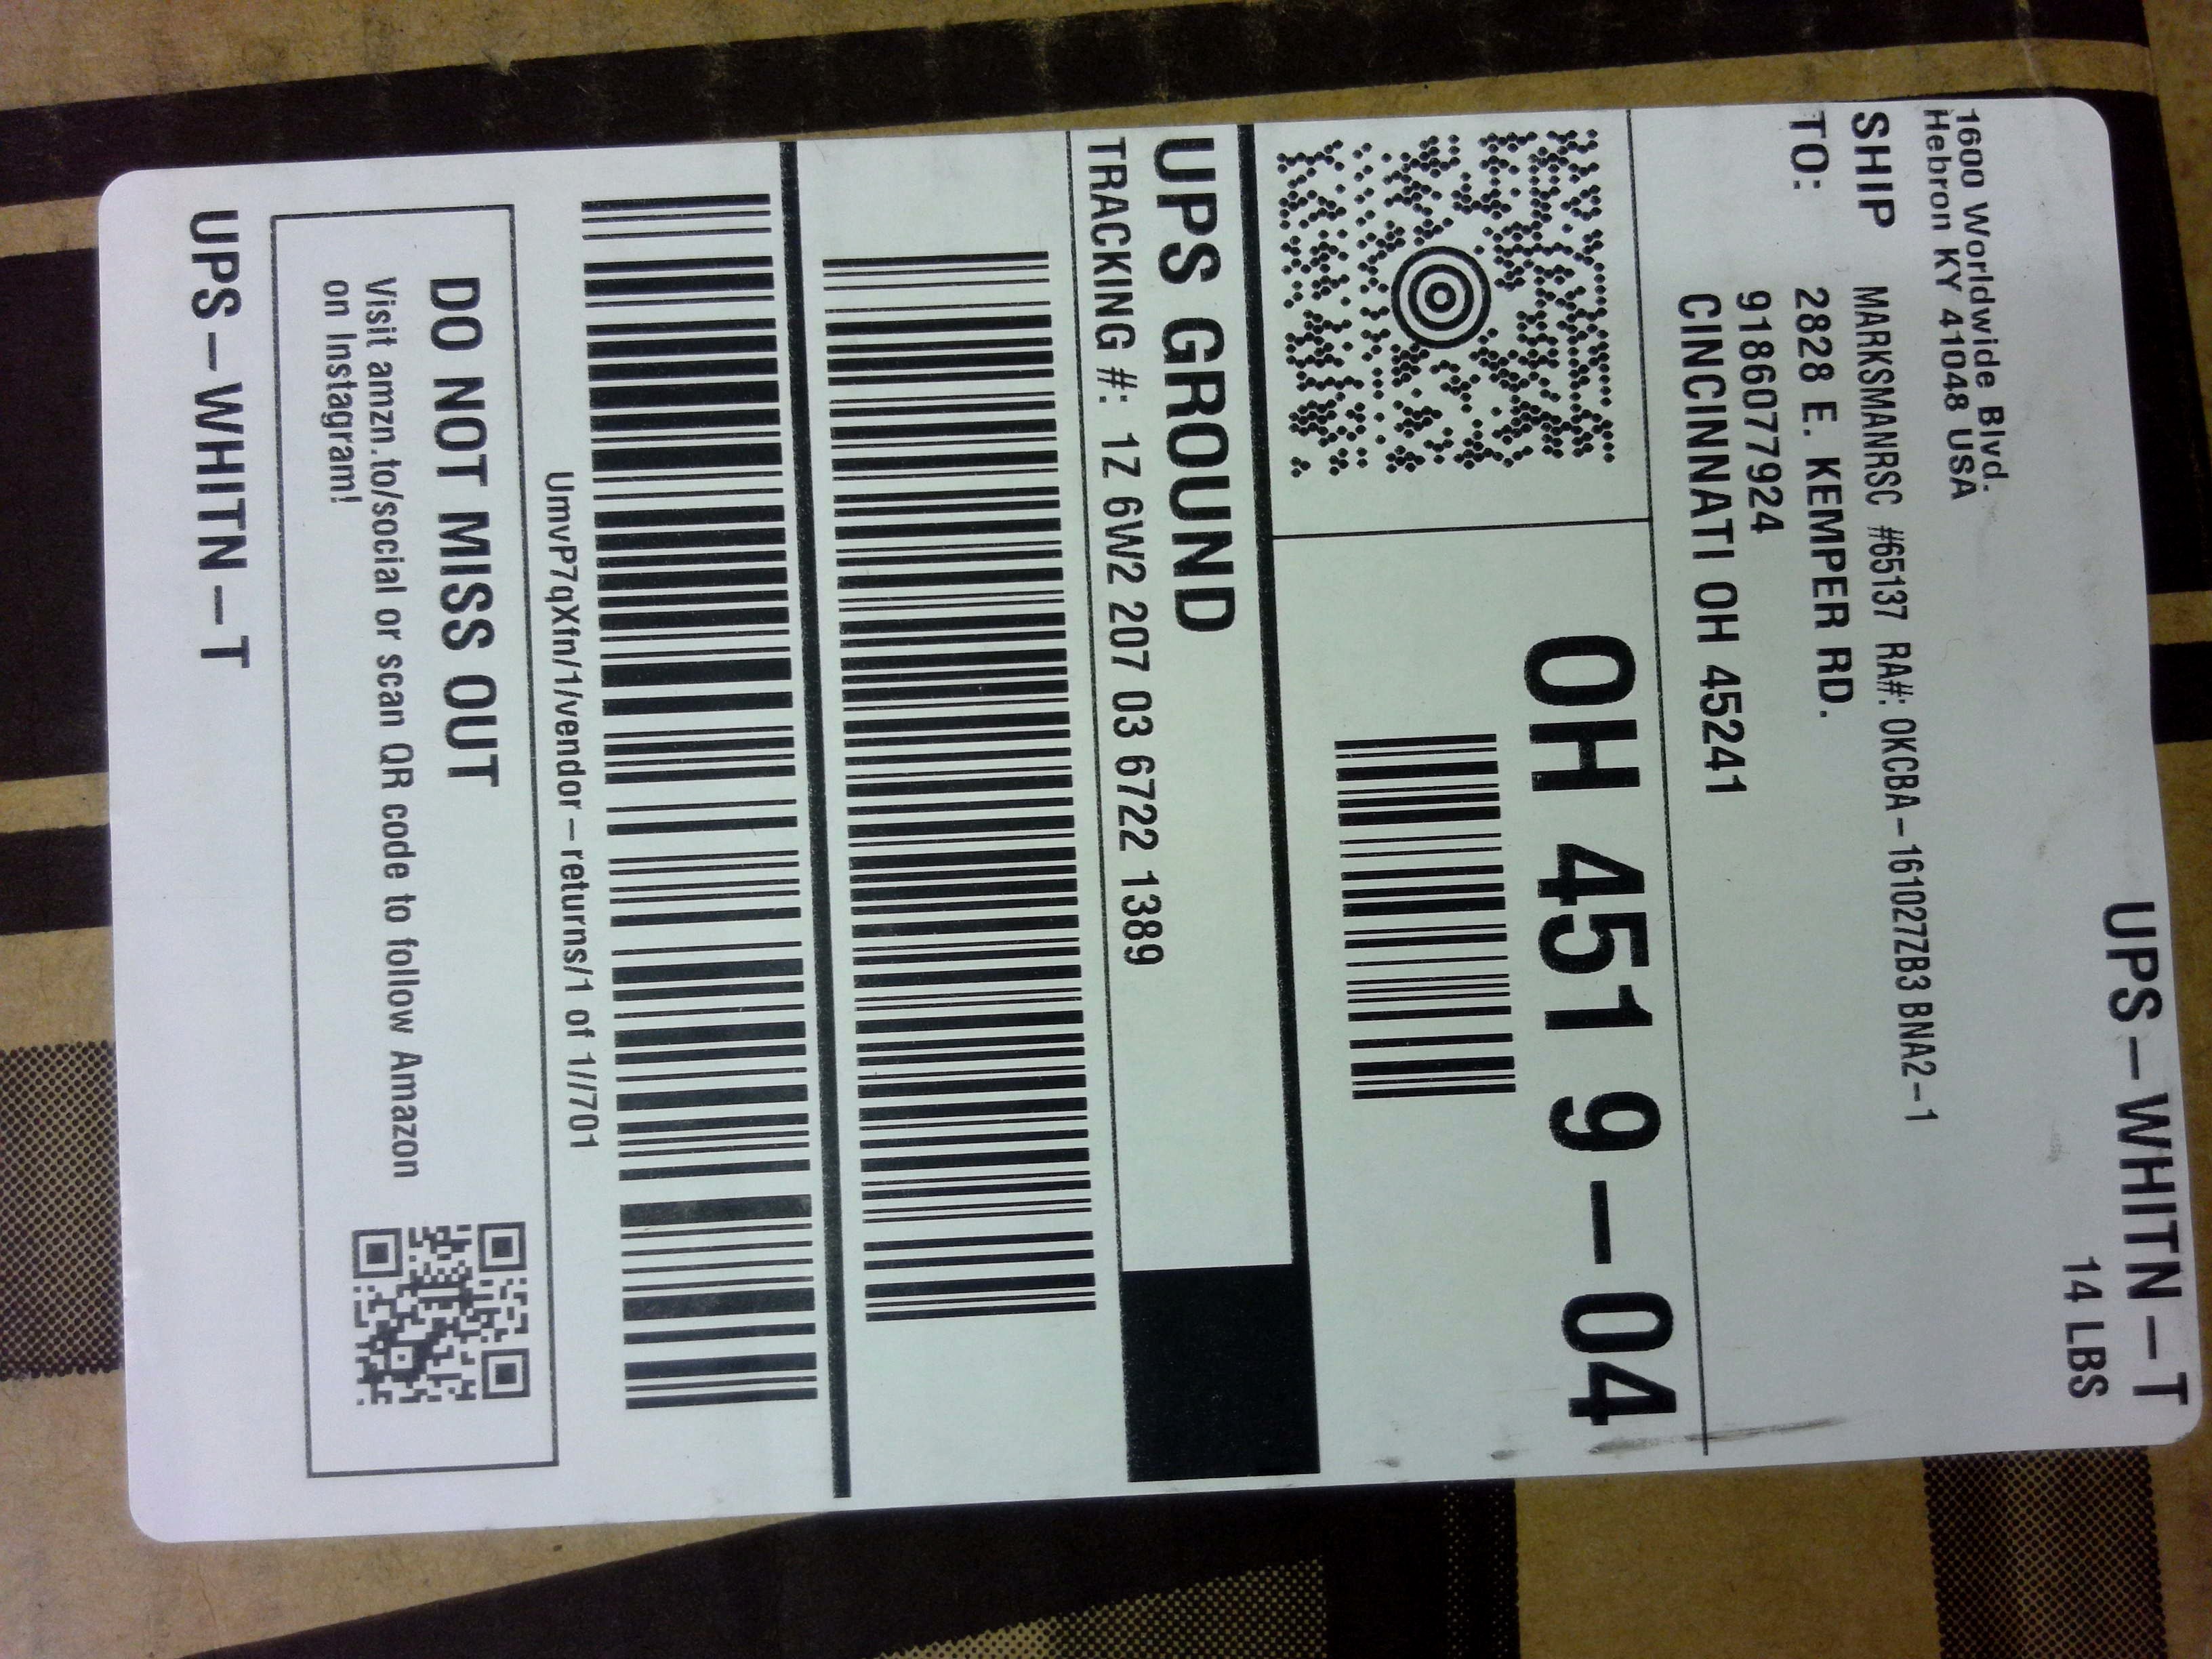 UPS-WHITN-T
14 LBS
1600 Worldwide Blvd.
Hebron KY 41048 USA
SHIP TO:
MARKSMANRSC #65137 RA#: OKCBA-161027ZB3 BNA2-1
2828 E. KEMPER RD.
9186077924
CINCINNATI OH 45241
OH 451 9-04
UPS GROUND
TRACKING #: 1Z 6W2 207 03 6722 1389
UmvP7qXfn/1/vendor-returns/1 of 1//701
DO NOT MISS OUT
Visit amzn.to/social or scan QR code to follow Amazon
on Instagram!
UPS-WHITN-T